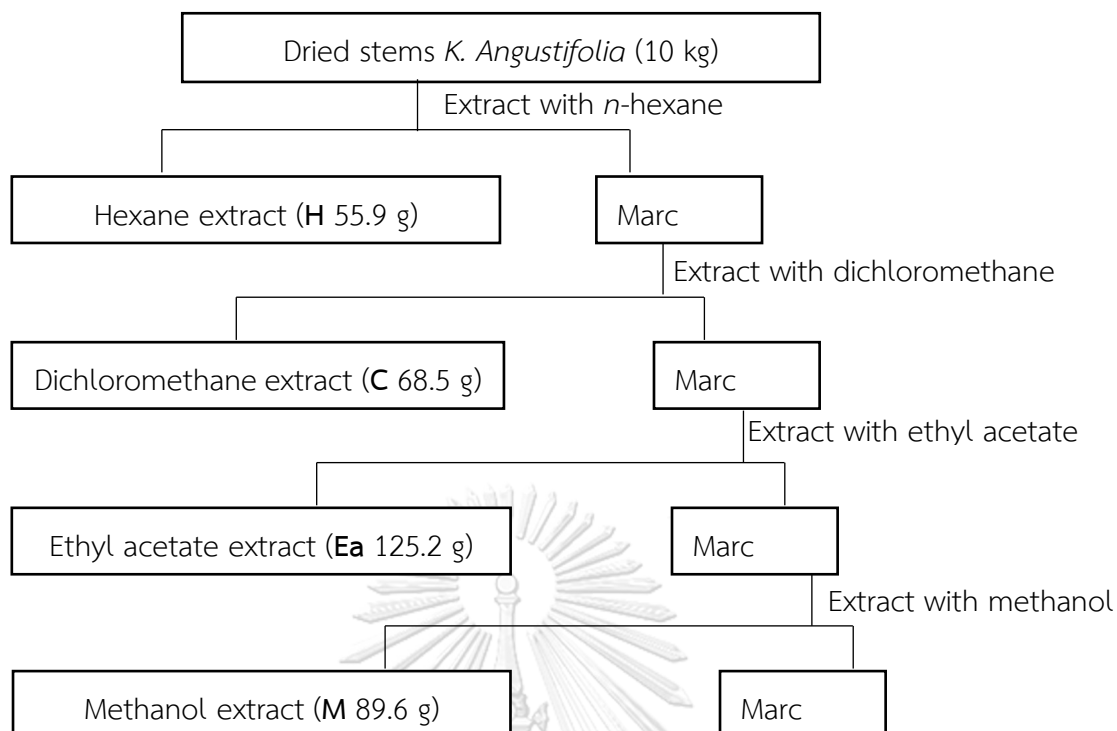 Dried stems K. Angustifolia (10 kg)
Extract with n-hexane
Hexane extract (H 55.9 g)
Marc
Extract with dichloromethane
Dichloromethane extract (C 68.5 g)
Marc
Extract with ethyl acetate
Ethyl acetate extract (Ea 125.2 g)
Marc
Extract with methanol
Methanol extract (M 89.6 g)
Marc